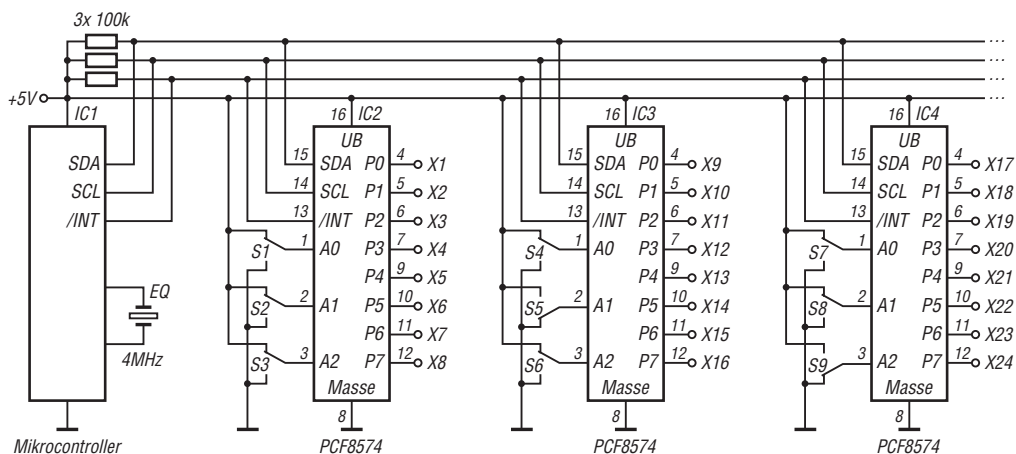 3x 100k
+5V
IC1
SDA
SCL
/INT
EQ
4MHz
Mikrocontroller
16 IC2
UB
15 SDA P0 4 X1
14 SCL P1 5 X2
13 /INT P2 6 X3
S1 1 A0 P3 7 X4
P4 9 X5
S2 2 A1 P5 10 X6
P6 11 X7
S3 3 A2 P7 12 X8
Masse
8
PCF8574
16 IC3
UB
15 SDA P0 4 X9
14 SCL P1 5 X10
13 /INT P2 6 X11
S4 1 A0 P3 7 X12
P4 9 X13
S5 2 A1 P5 10 X14
P6 11 X15
S6 3 A2 P7 12 X16
Masse
8
PCF8574
16 IC4
UB
15 SDA P0 4 X17
14 SCL P1 5 X18
13 /INT P2 6 X19
S7 1 A0 P3 7 X20
P4 9 X21
S8 2 A1 P5 10 X22
P6 11 X23
S9 3 A2 P7 12 X24
Masse
8
PCF8574